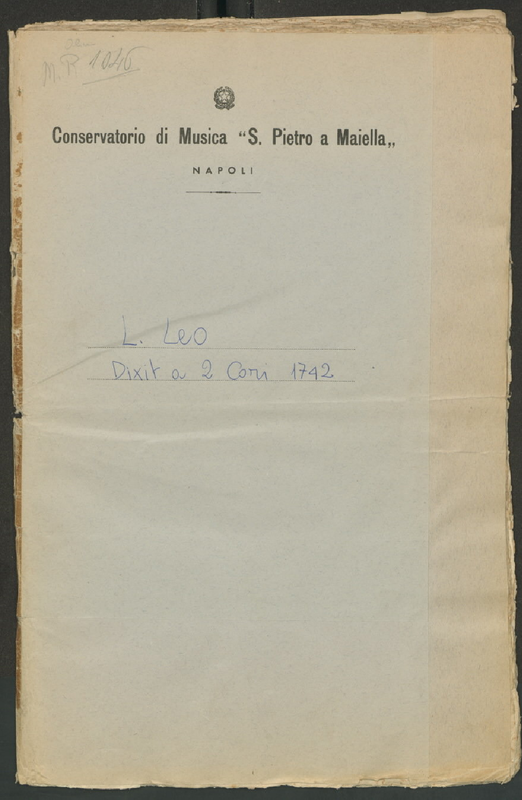 M. R 1046
Conservatorio di Musica “S. Pietro a Maiella„
NAPOLI
L. Leo
Dixit a 2 Cori 1742